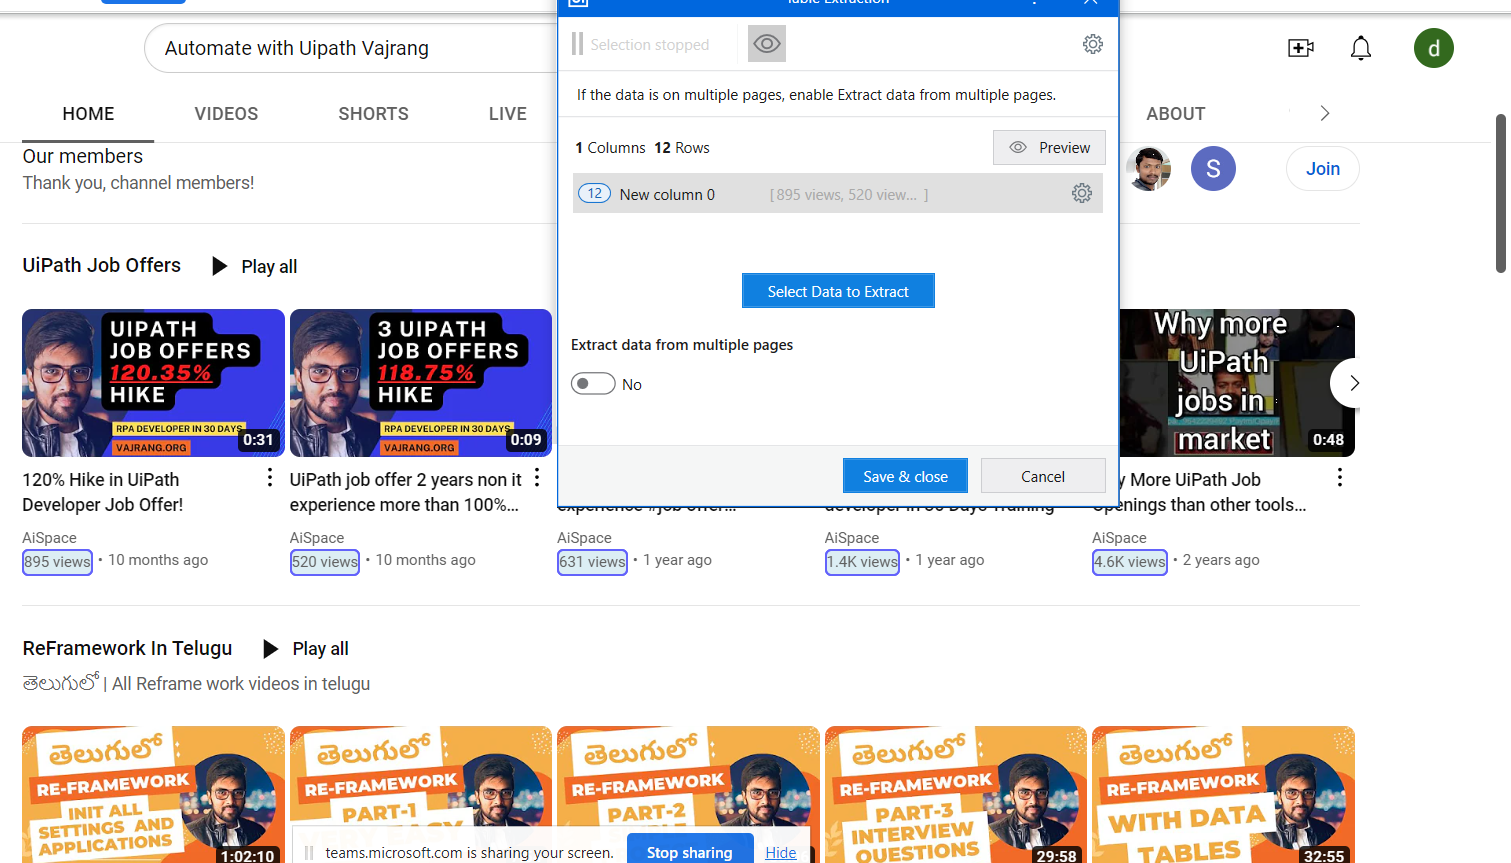 Table Extraction
Automate with Uipath Vajrang
Selection stopped
d
If the data is on multiple pages, enable Extract data from multiple pages.
HOME
VIDEOS
SHORTS
LIVE
ABOUT
1 Columns 12 Rows
Preview
Our members
Thank you, channel members!
S
Join
12 New column 0 [ 895 views, 520 view... ]
UiPath Job Offers
Play all
Select Data to Extract
Extract data from multiple pages
No
Save & close
Cancel
UIPATH
JOB OFFERS
120.35%
HIKE
RPA DEVELOPER IN 30 DAYS
VAJRANG.ORG
0:31
3 UIPATH
JOB OFFERS
118.75%
HIKE
RPA DEVELOPER IN 30 DAYS
VAJRANG.ORG
0:09
Why more
UiPath
jobs in
market
0:48
120% Hike in UiPath
Developer Job Offer!
AiSpace
895 views • 10 months ago
UiPath job offer 2 years non it
experience more than 100%...
AiSpace
520 views • 10 months ago
experience #job offer...
AiSpace
631 views • 1 year ago
developer in 30 Days Training
AiSpace
1.4K views • 1 year ago
y More UiPath Job
Openings than other tools...
AiSpace
4.6K views • 2 years ago
ReFramework In Telugu
Play all
తెలుగులో | All Reframe work videos in telugu
తెలుగులో
RE-FRAMEWORK
INIT ALL
SETTINGS AND
APPLICATIONS
1:02:10
తెలుగులో
RE-FRAMEWORK
PART-1
తెలుగులో
RE-FRAMEWORK
PART-2
తెలుగులో
RE-FRAMEWORK
PART-3
INTERVIEW
QUESTIONS
29:58
తెలుగులో
RE-FRAMEWORK
WITH DATA
TABLES
32:55
teams.microsoft.com is sharing your screen.
Stop sharing
Hide